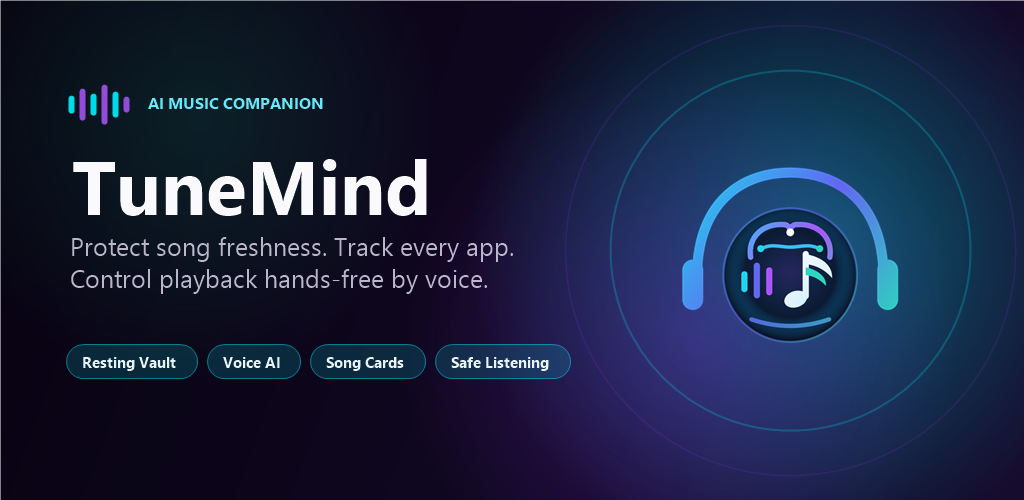 AI MUSIC COMPANION
TuneMind
Protect song freshness. Track every app.
Control playback hands-free by voice.
Resting Vault
Voice AI
Song Cards
Safe Listening